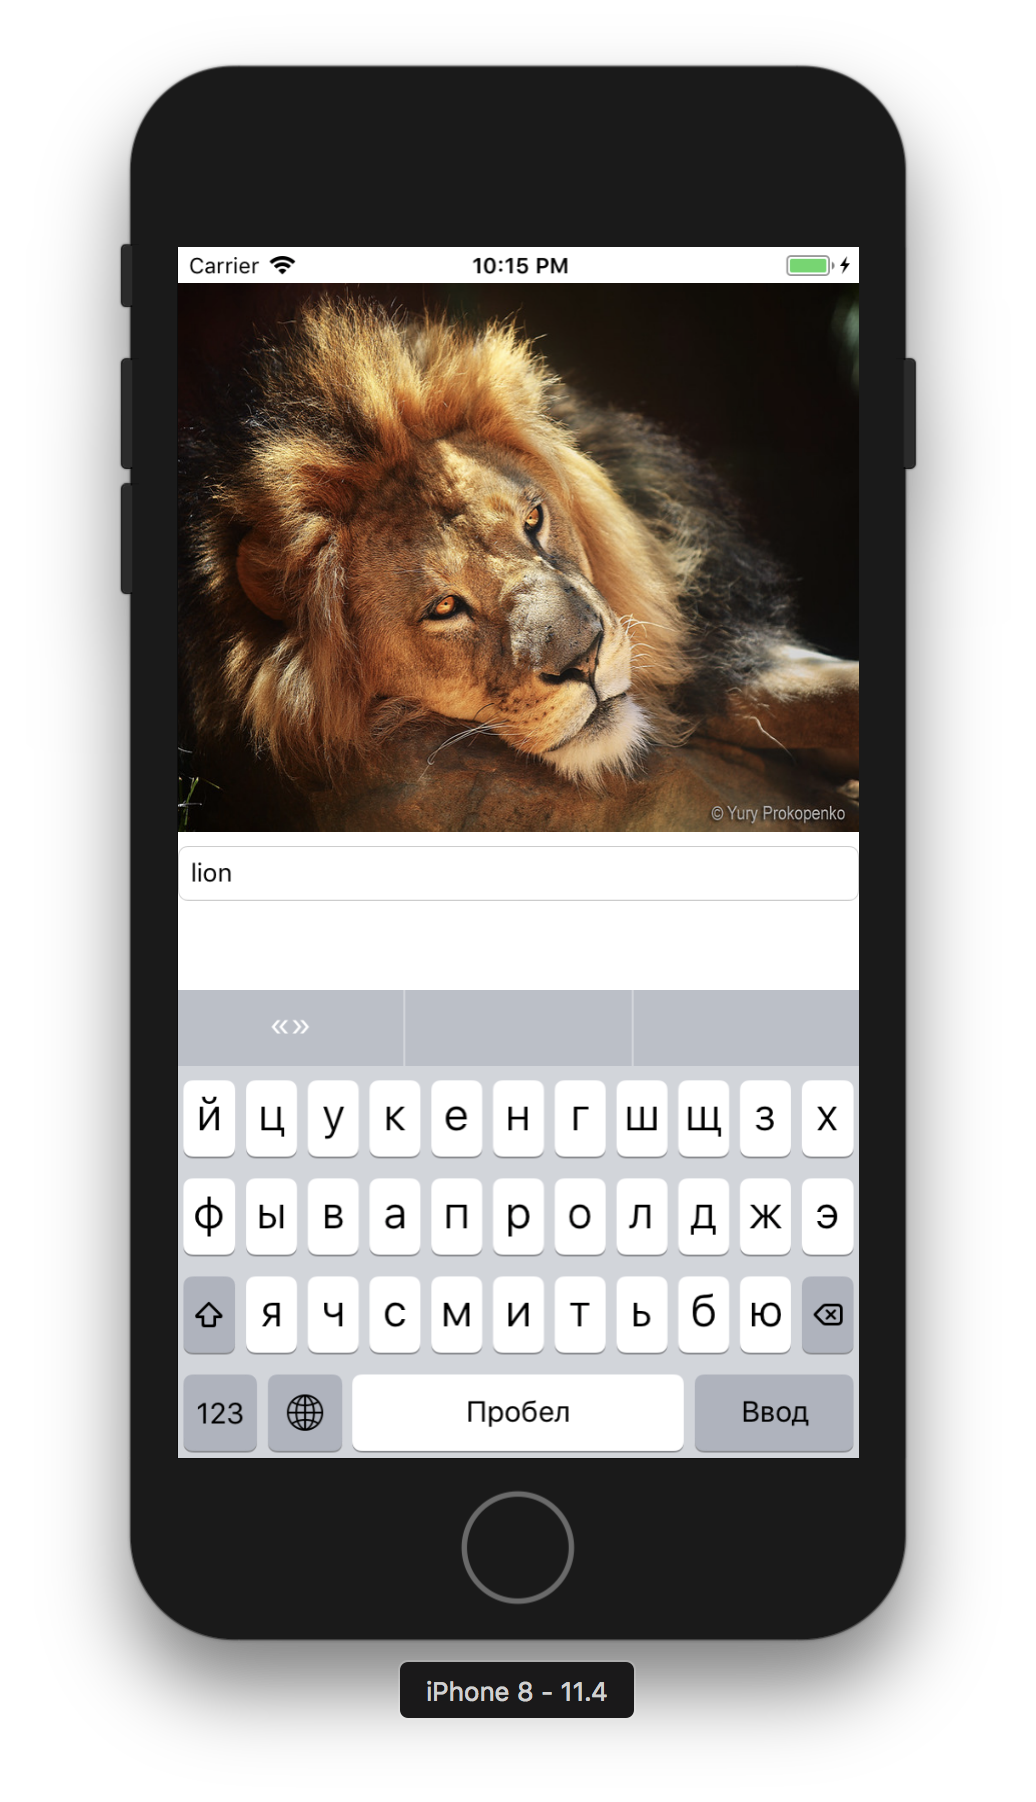 Carrier 10:15 PM
© Yury Prokopenko
lion
«»
й ц у к е н г ш щ з х
ф ы в а п р о л д ж э
я ч с м и т ь б ю
123 Пробел Ввод
iPhone 8 - 11.4